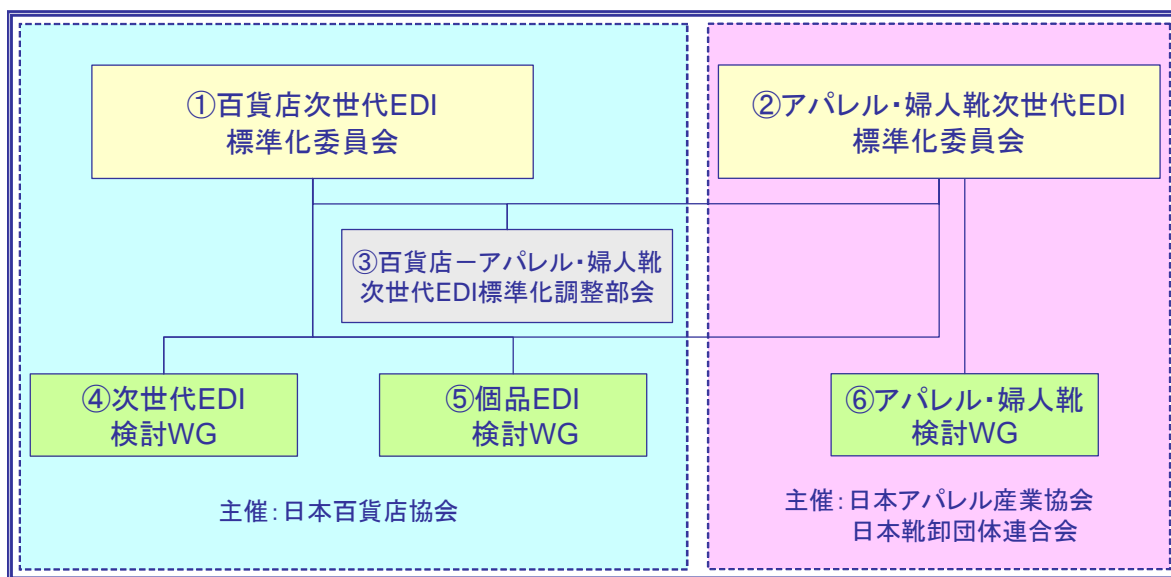 ①百貨店次世代EDI
標準化委員会
②アパレル・婦人靴次世代EDI
標準化委員会
③百貨店－アパレル・婦人靴
次世代EDI標準化調整部会
④次世代EDI
検討WG
⑤個品EDI
検討WG
⑥アパレル・婦人靴
検討WG
主催：日本百貨店協会
主催：日本アパレル産業協会
日本靴卸団体連合会